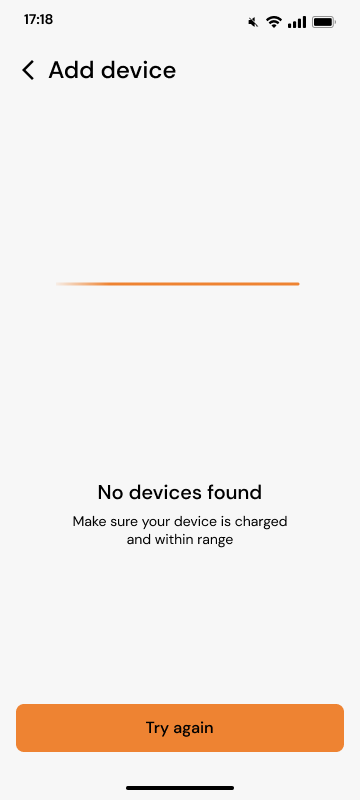 17:18
Add device
No devices found
Make sure your device is charged
and within range
Try again